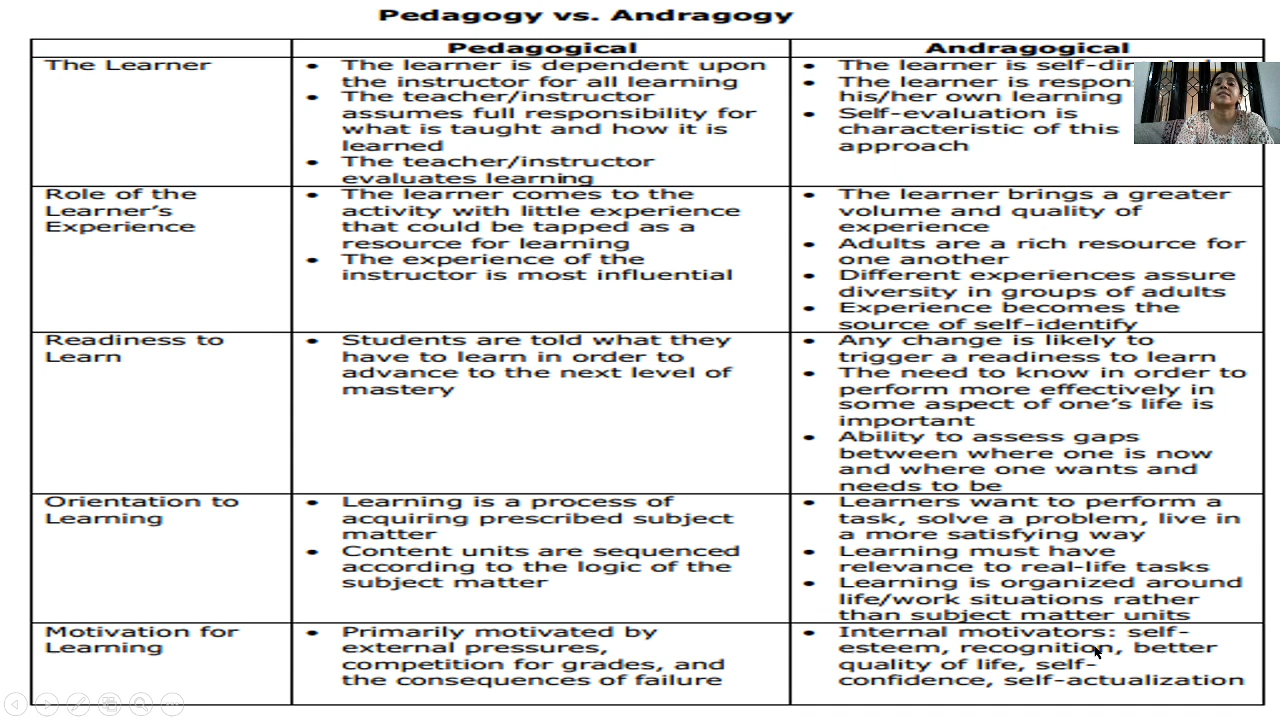 Pedagogy vs. Andragogy
Pedagogical
Andragogical
The Learner
• The learner is dependent upon
the instructor for all learning
• The teacher/instructor
assumes full responsibility for
what is taught and how it is
learned
• The teacher/instructor
evaluates learning
• The learner is
• The learner is
his/her own learning
• Self-evaluation is
characteristic of this
approach
Role of the
Learner's
Experience
• The learner comes to the
activity with little experience
that could be tapped as a
resource for learning
• The experience of the
instructor is most influential
• The learner brings a greater
volume and quality of
experience
• Adults are a rich resource for
one another
• Different experiences assure
diversity in groups of adults
• Experience becomes the
source of self-identify
Readiness to
Learn
• Students are told what they
have to learn in order to
advance to the next level of
mastery
• Any change is likely to
trigger a readiness to learn
• The need to know in order to
perform more effectively in
some aspect of one's life is
important
• Ability to assess gaps
between where one is now
and where one wants and
needs to be
Orientation to
Learning
• Learning is a process of
acquiring prescribed subject
matter
• Content units are sequenced
according to the logic of the
subject matter
• Learners want to perform a
task, solve a problem, live in
a more satisfying way
• Learning must have
relevance to real-life tasks
• Learning is organized around
life/work situations rather
than subject matter units
Motivation for
Learning
• Primarily motivated by
external pressures,
competition for grades, and
the consequences of failure
• Internal motivators: self-
esteem, recognition, better
quality of life, self-
confidence, self-actualization